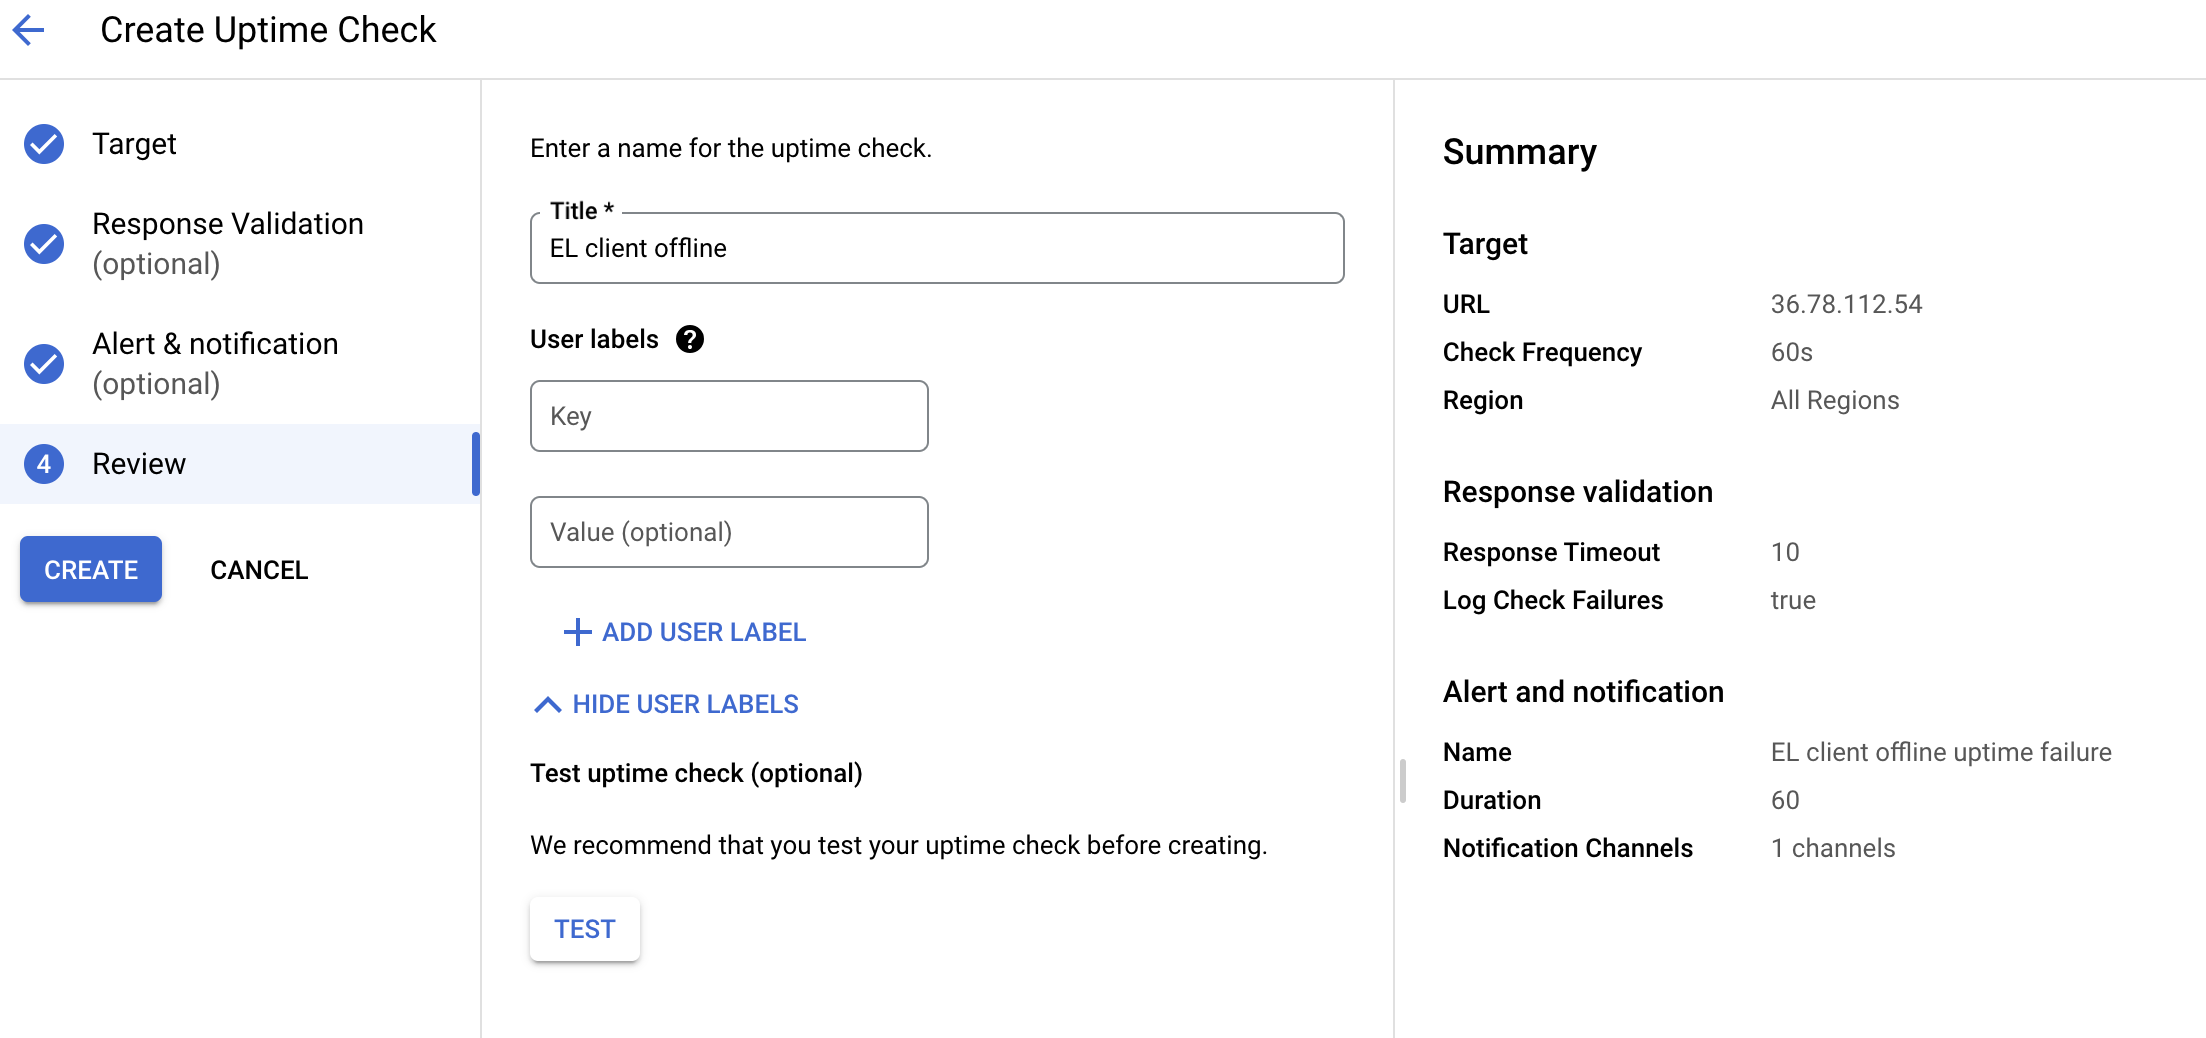 Create Uptime Check
Target
Response Validation
(optional)
Alert & notification
(optional)
4 Review
CREATE CANCEL
Enter a name for the uptime check.
Title *
EL client offline
User labels ?
Key
Value (optional)
+ ADD USER LABEL
HIDE USER LABELS
Test uptime check (optional)
We recommend that you test your uptime check before creating.
TEST
Summary
Target
URL 36.78.112.54
Check Frequency 60s
Region All Regions
Response validation
Response Timeout 10
Log Check Failures true
Alert and notification
Name EL client offline uptime failure
Duration 60
Notification Channels 1 channels